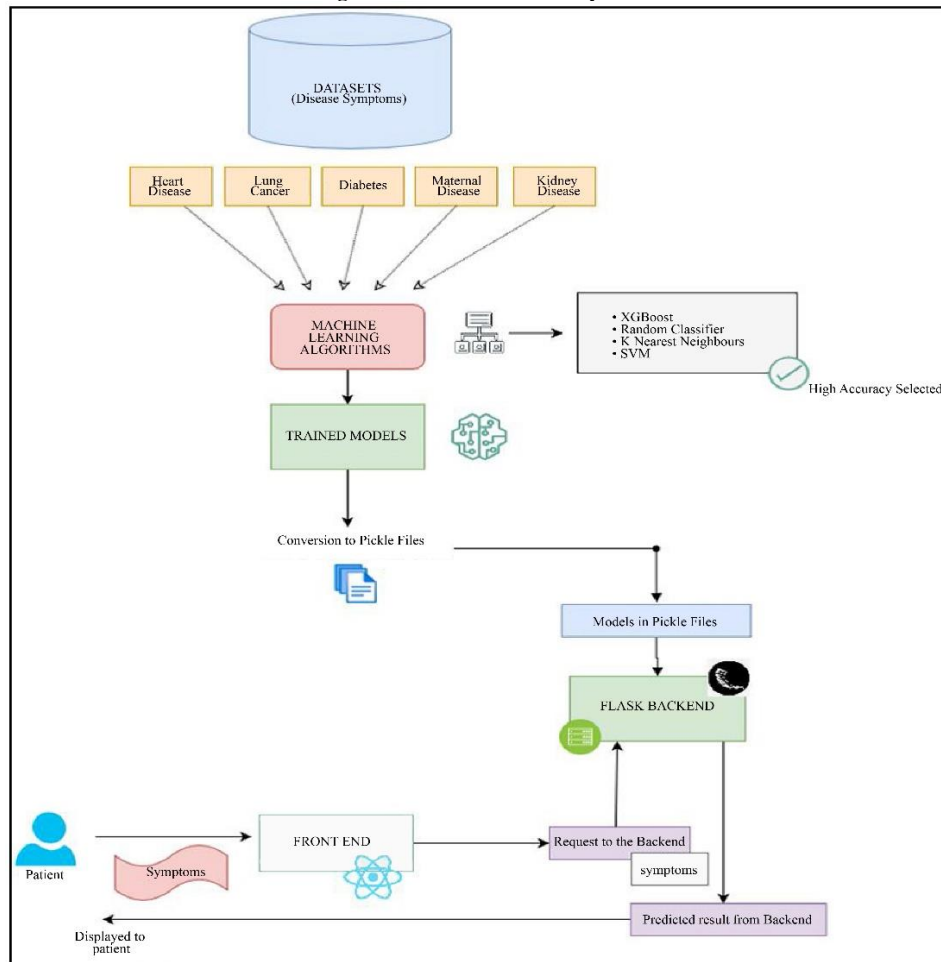 DATASETS
(Disease Symptoms)
Heart
Disease
Lung
Cancer
Diabetes
Maternal
Disease
Kidney
Disease
MACHINE
LEARNING
ALGORITHMS
• XGBoost
• Random Classifier
• K Nearest Neighbours
• SVM
High Accuracy Selected
TRAINED MODELS
Conversion to Pickle Files
Models in Pickle Files
FLASK BACKEND
Patient
Symptoms
FRONT END
Request to the Backend
symptoms
Predicted result from Backend
Displayed to
patient